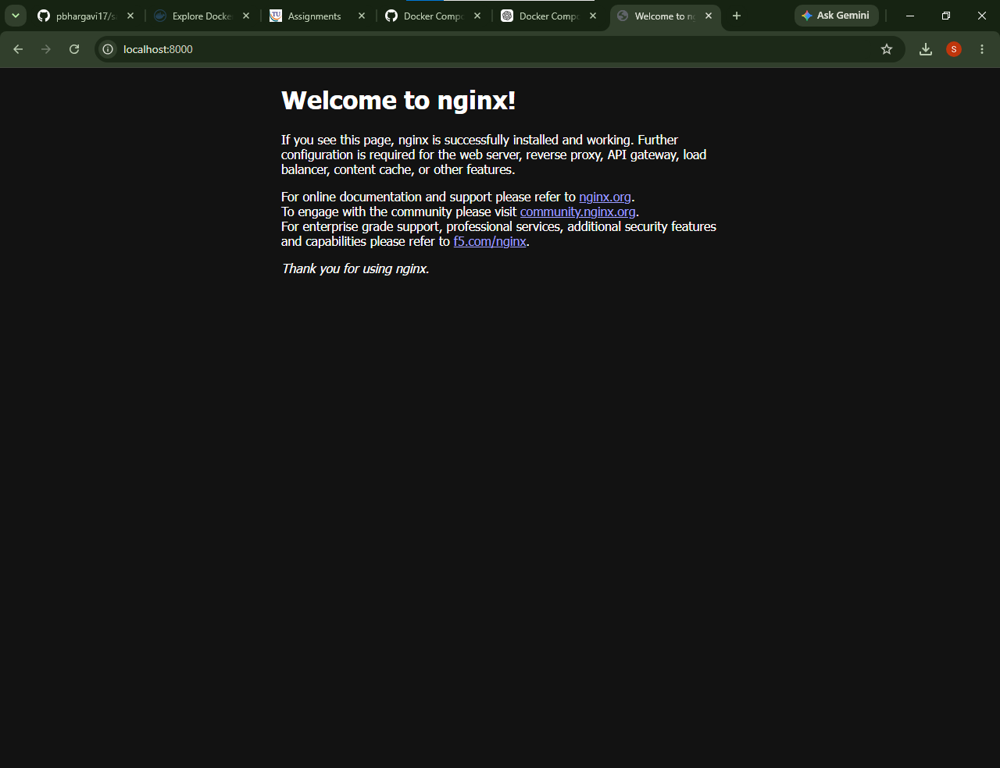 pbhargavi17/sa
Explore Docke
TU
Assignments
Docker Compo
Docker Compo
Welcome to n
Ask Gemini
localhost:8000
S
Welcome to nginx!
If you see this page, nginx is successfully installed and working. Further
configuration is required for the web server, reverse proxy, API gateway, load
balancer, content cache, or other features.
For online documentation and support please refer to nginx.org.
To engage with the community please visit community.nginx.org.
For enterprise grade support, professional services, additional security features
and capabilities please refer to f5.com/nginx.
Thank you for using nginx.